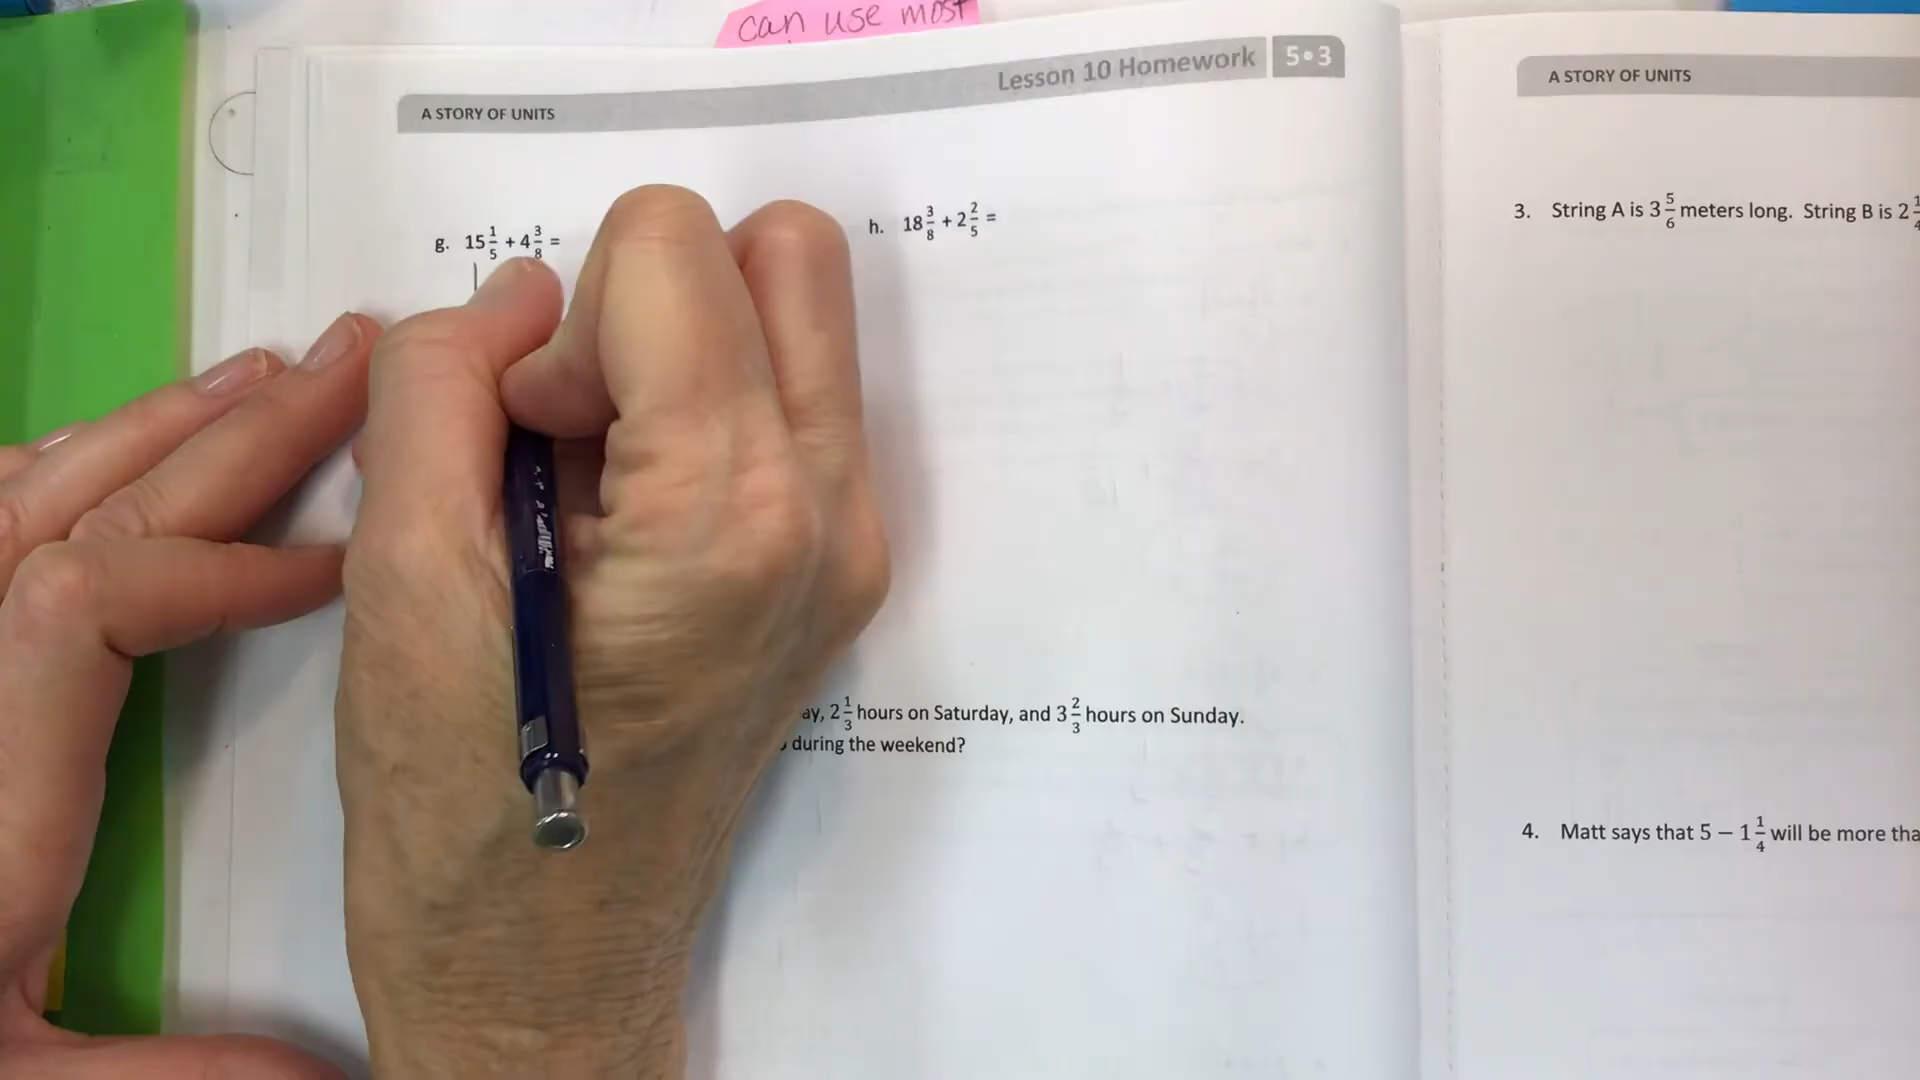 can use most
Lesson 10 Homework 5•3
A STORY OF UNITS
g. 15 1/5 + 4 3/8 =
h. 18 3/8 + 2 2/5 =
2 1/3 hours on Saturday, and 3 2/3 hours on Sunday.
during the weekend?
A STORY OF UNITS
3. String A is 3 5/6 meters long. String B is 2 1/4
4. Matt says that 5 – 1 1/4 will be more